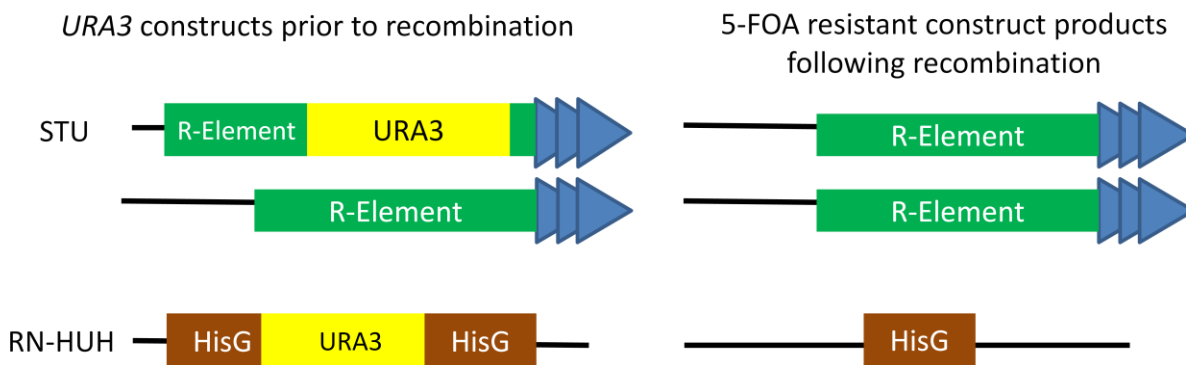 URA3 constructs prior to recombination
5-FOA resistant construct products
following recombination
STU
R-Element
URA3
R-Element
R-Element
R-Element
RN-HUH
HisG
URA3
HisG
HisG